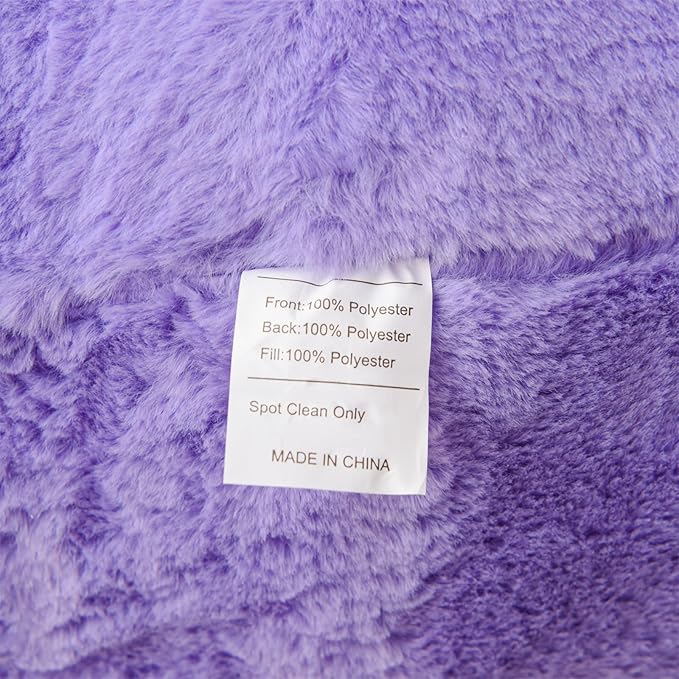 Front:100% Polyester
Back:100% Polyester
Fill:100% Polyester
Spot Clean Only
MADE IN CHINA